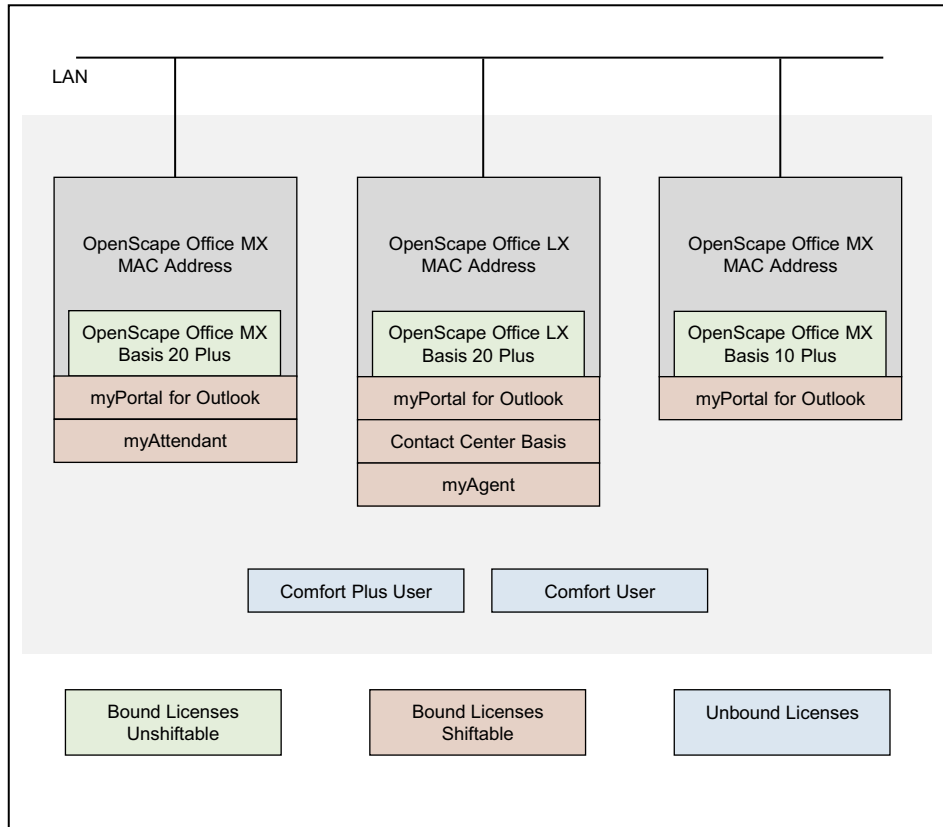 LAN
OpenScape Office MX
MAC Address
OpenScape Office MX
Basis 20 Plus
myPortal for Outlook
myAttendant
OpenScape Office LX
MAC Address
OpenScape Office LX
Basis 20 Plus
myPortal for Outlook
Contact Center Basis
myAgent
OpenScape Office MX
MAC Address
OpenScape Office MX
Basis 10 Plus
myPortal for Outlook
Comfort Plus User
Comfort User
Bound Licenses
Unshiftable
Bound Licenses
Shiftable
Unbound Licenses